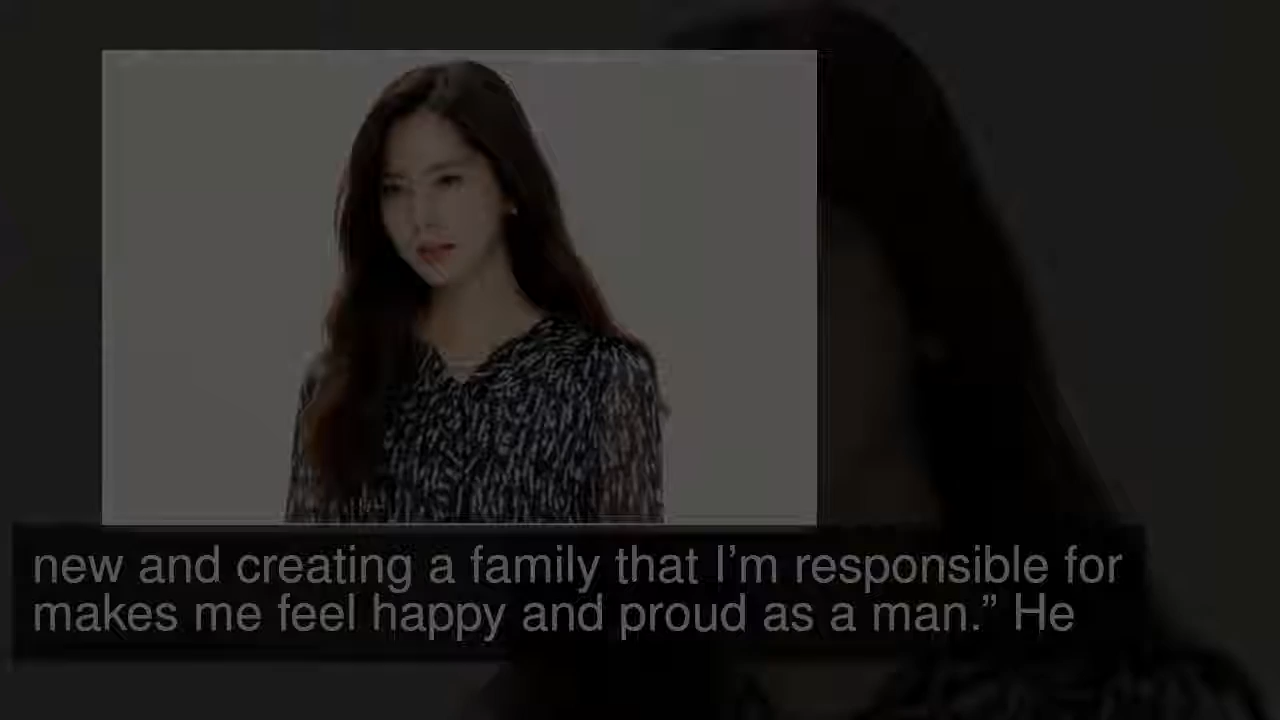 new and creating a family that I’m responsible for
makes me feel happy and proud as a man.” He